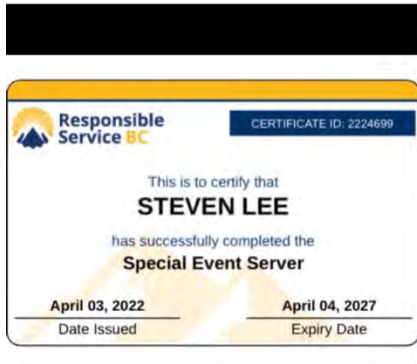 Responsible
Service BC
CERTIFICATE ID: 2224699
This is to certify that
STEVEN LEE
has successfully completed the
Special Event Server
April 03, 2022
Date Issued
April 04, 2027
Expiry Date